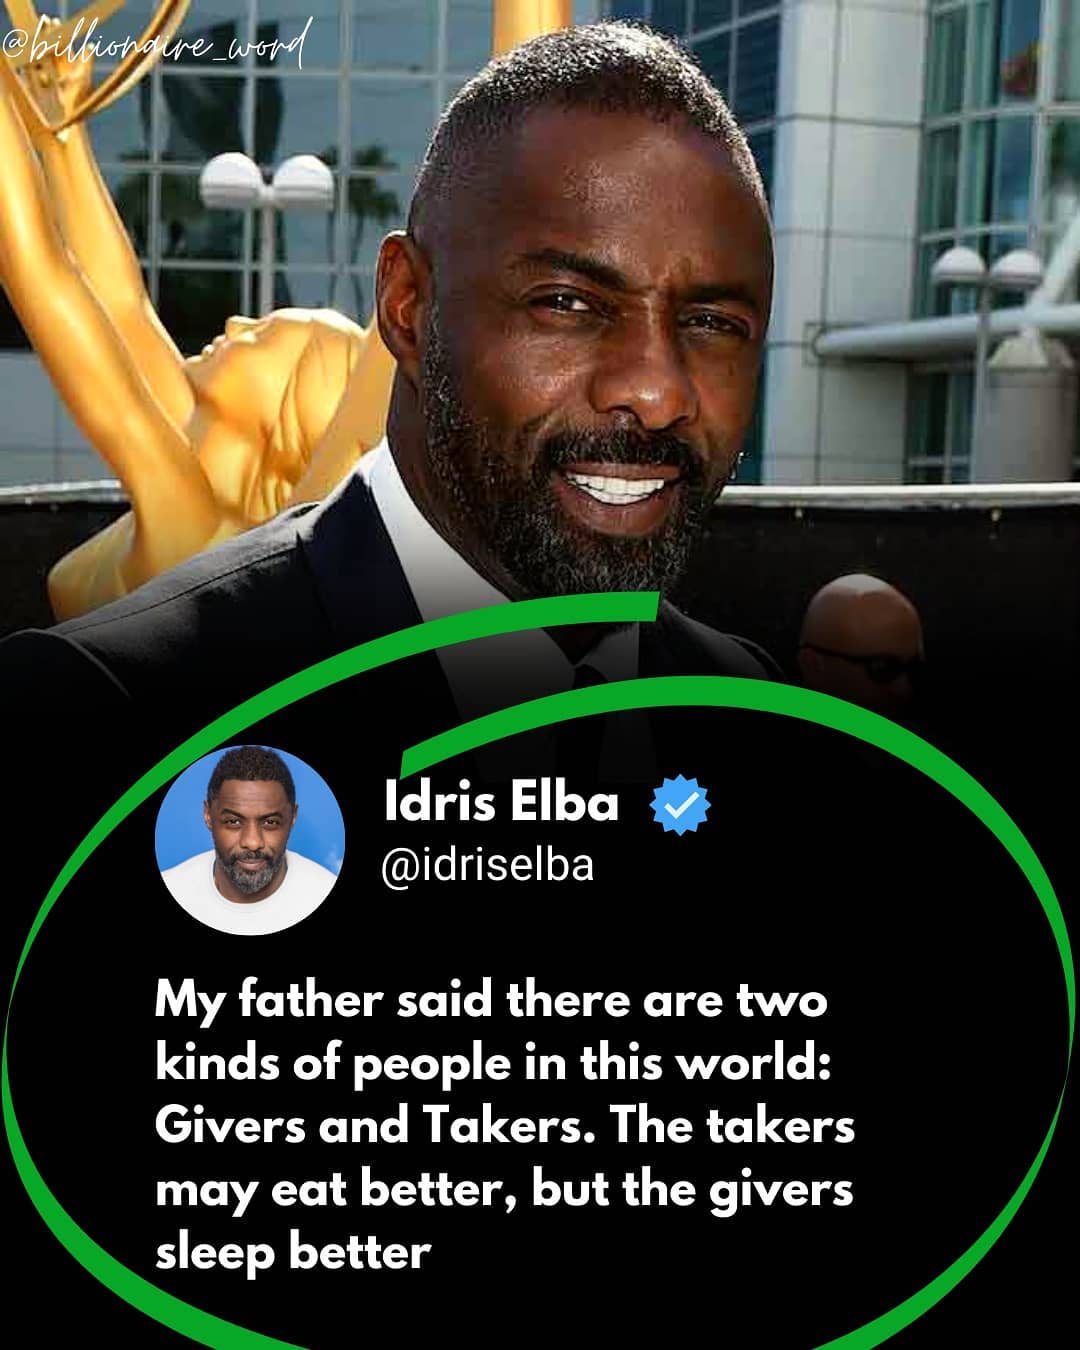 @billionaire_word
Idris Elba
@idriselba
My father said there are two
kinds of people in this world:
Givers and Takers. The takers
may eat better, but the givers
sleep better